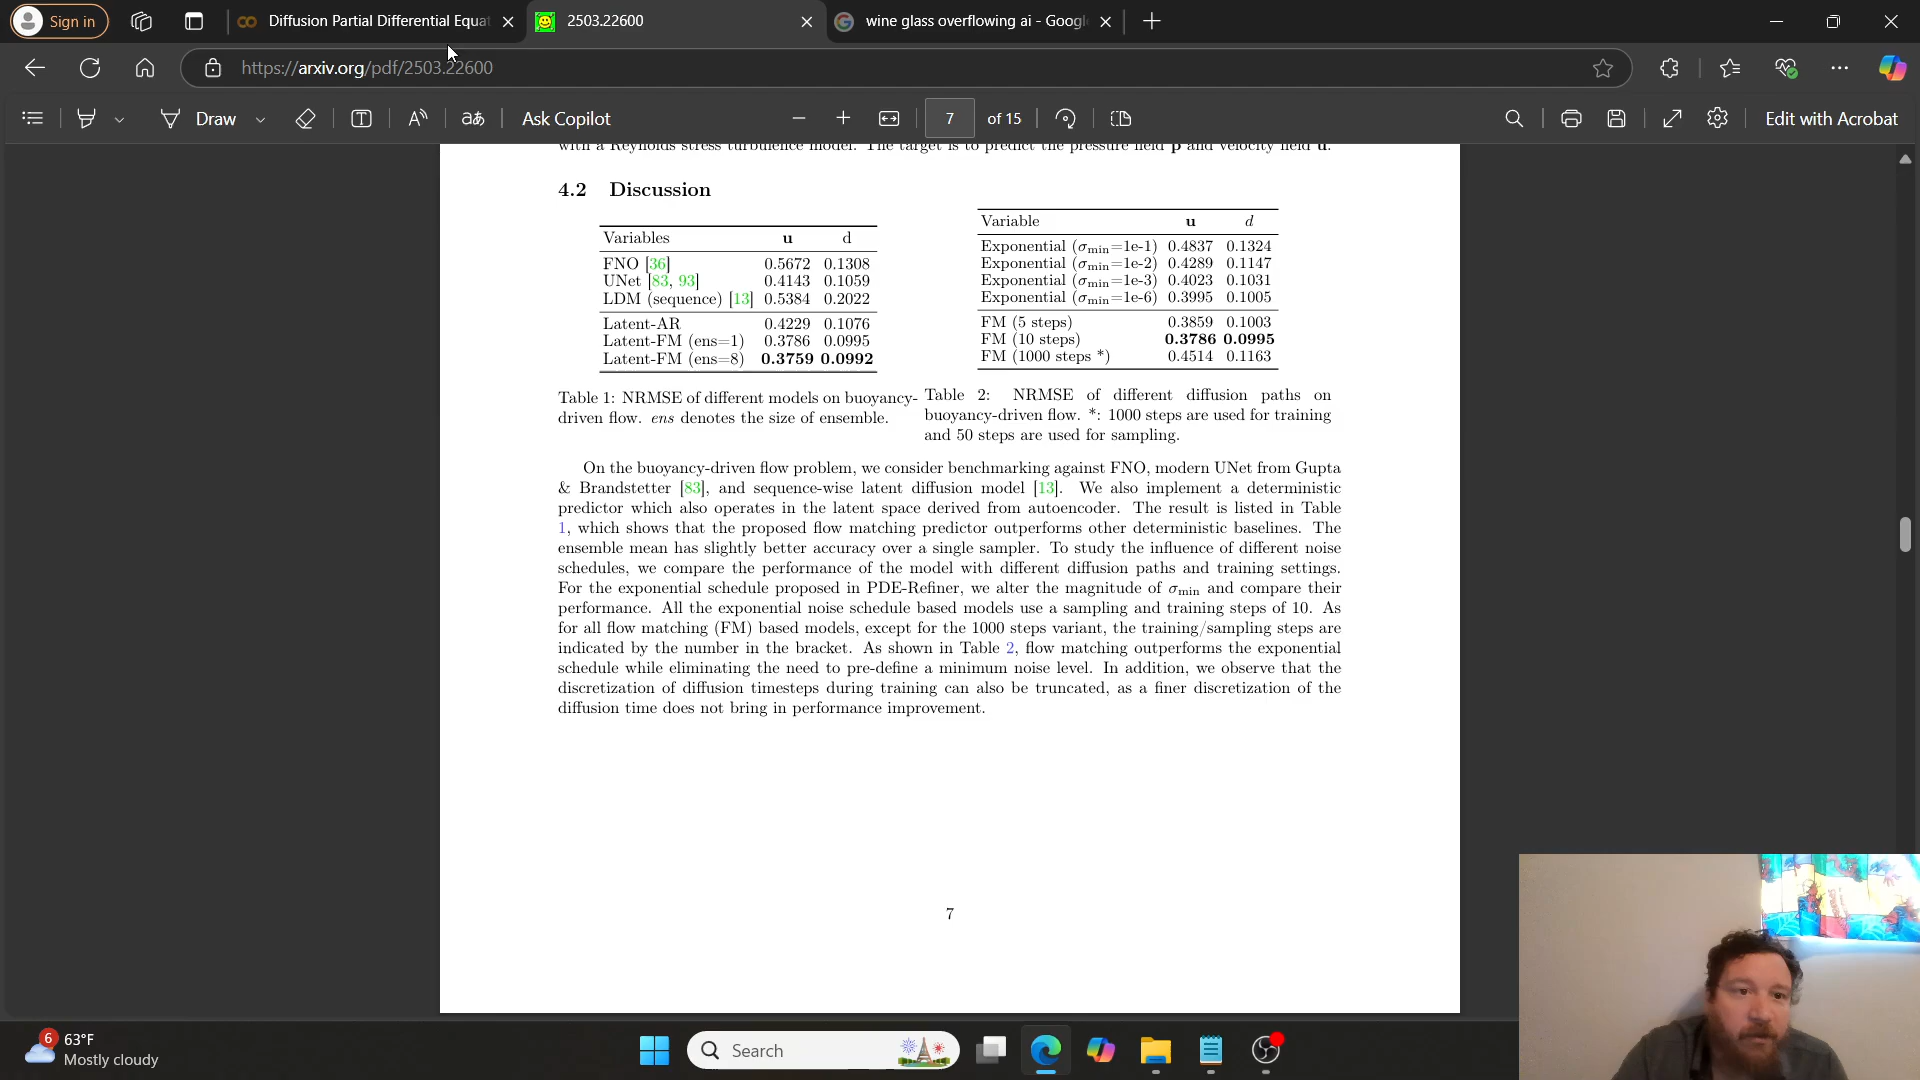 Sign in
Diffusion Partial Differential Equat
2503.22600
wine glass overflowing ai - Googl
https://arxiv.org/pdf/2503.22600
Draw
Ask Copilot
7
of 15
Edit with Acrobat
with a Reynolds stress turbulence model. The target is to predict the pressure field p and velocity field u.
4.2 Discussion
Variables u d
FNO [36] 0.5672 0.1308
UNet [83, 93] 0.4143 0.1059
LDM (sequence) [13] 0.5384 0.2022
Latent-AR 0.4229 0.1076
Latent-FM (ens=1) 0.3786 0.0995
Latent-FM (ens=8) 0.3759 0.0992
Table 1: NRMSE of different models on buoyancy-
driven flow. ens denotes the size of ensemble.
Variable u d
Exponential (σmin=1e-1) 0.4837 0.1324
Exponential (σmin=1e-2) 0.4289 0.1147
Exponential (σmin=1e-3) 0.4023 0.1031
Exponential (σmin=1e-6) 0.3995 0.1005
FM (5 steps) 0.3859 0.1003
FM (10 steps) 0.3786 0.0995
FM (1000 steps *) 0.4514 0.1163
Table 2: NRMSE of different diffusion paths on
buoyancy-driven flow. *: 1000 steps are used for training
and 50 steps are used for sampling.
On the buoyancy-driven flow problem, we consider benchmarking against FNO, modern UNet from Gupta
& Brandstetter [83], and sequence-wise latent diffusion model [13]. We also implement a deterministic
predictor which also operates in the latent space derived from autoencoder. The result is listed in Table
1, which shows that the proposed flow matching predictor outperforms other deterministic baselines. The
ensemble mean has slightly better accuracy over a single sampler. To study the influence of different noise
schedules, we compare the performance of the model with different diffusion paths and training settings.
For the exponential schedule proposed in PDE-Refiner, we alter the magnitude of σmin and compare their
performance. All the exponential noise schedule based models use a sampling and training steps of 10. As
for all flow matching (FM) based models, except for the 1000 steps variant, the training/sampling steps are
indicated by the number in the bracket. As shown in Table 2, flow matching outperforms the exponential
schedule while eliminating the need to pre-define a minimum noise level. In addition, we observe that the
discretization of diffusion timesteps during training can also be truncated, as a finer discretization of the
diffusion time does not bring in performance improvement.
7
6
63°F
Mostly cloudy
Search